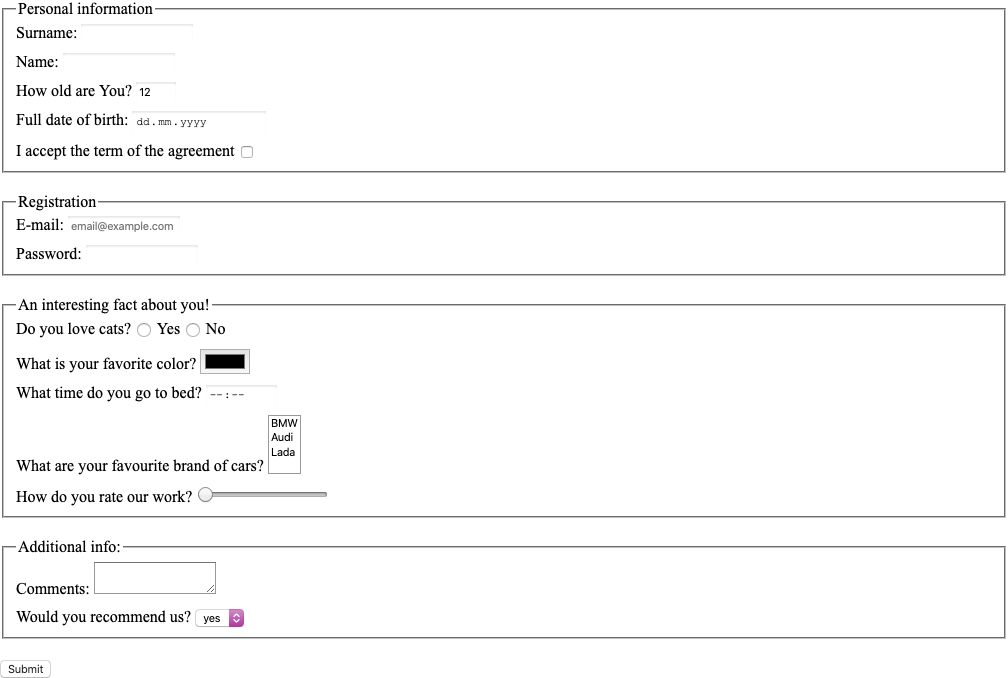 Personal information
Surname:
Name:
How old are You? 12
Full date of birth: dd.mm.yyyy
I accept the term of the agreement
Registration
E-mail: email@example.com
Password:
An interesting fact about you!
Do you love cats? Yes No
What is your favorite color?
What time do you go to bed? --:--
BMW
Audi
Lada
What are your favourite brand of cars?
How do you rate our work?
Additional info:
Comments:
Would you recommend us? yes
Submit